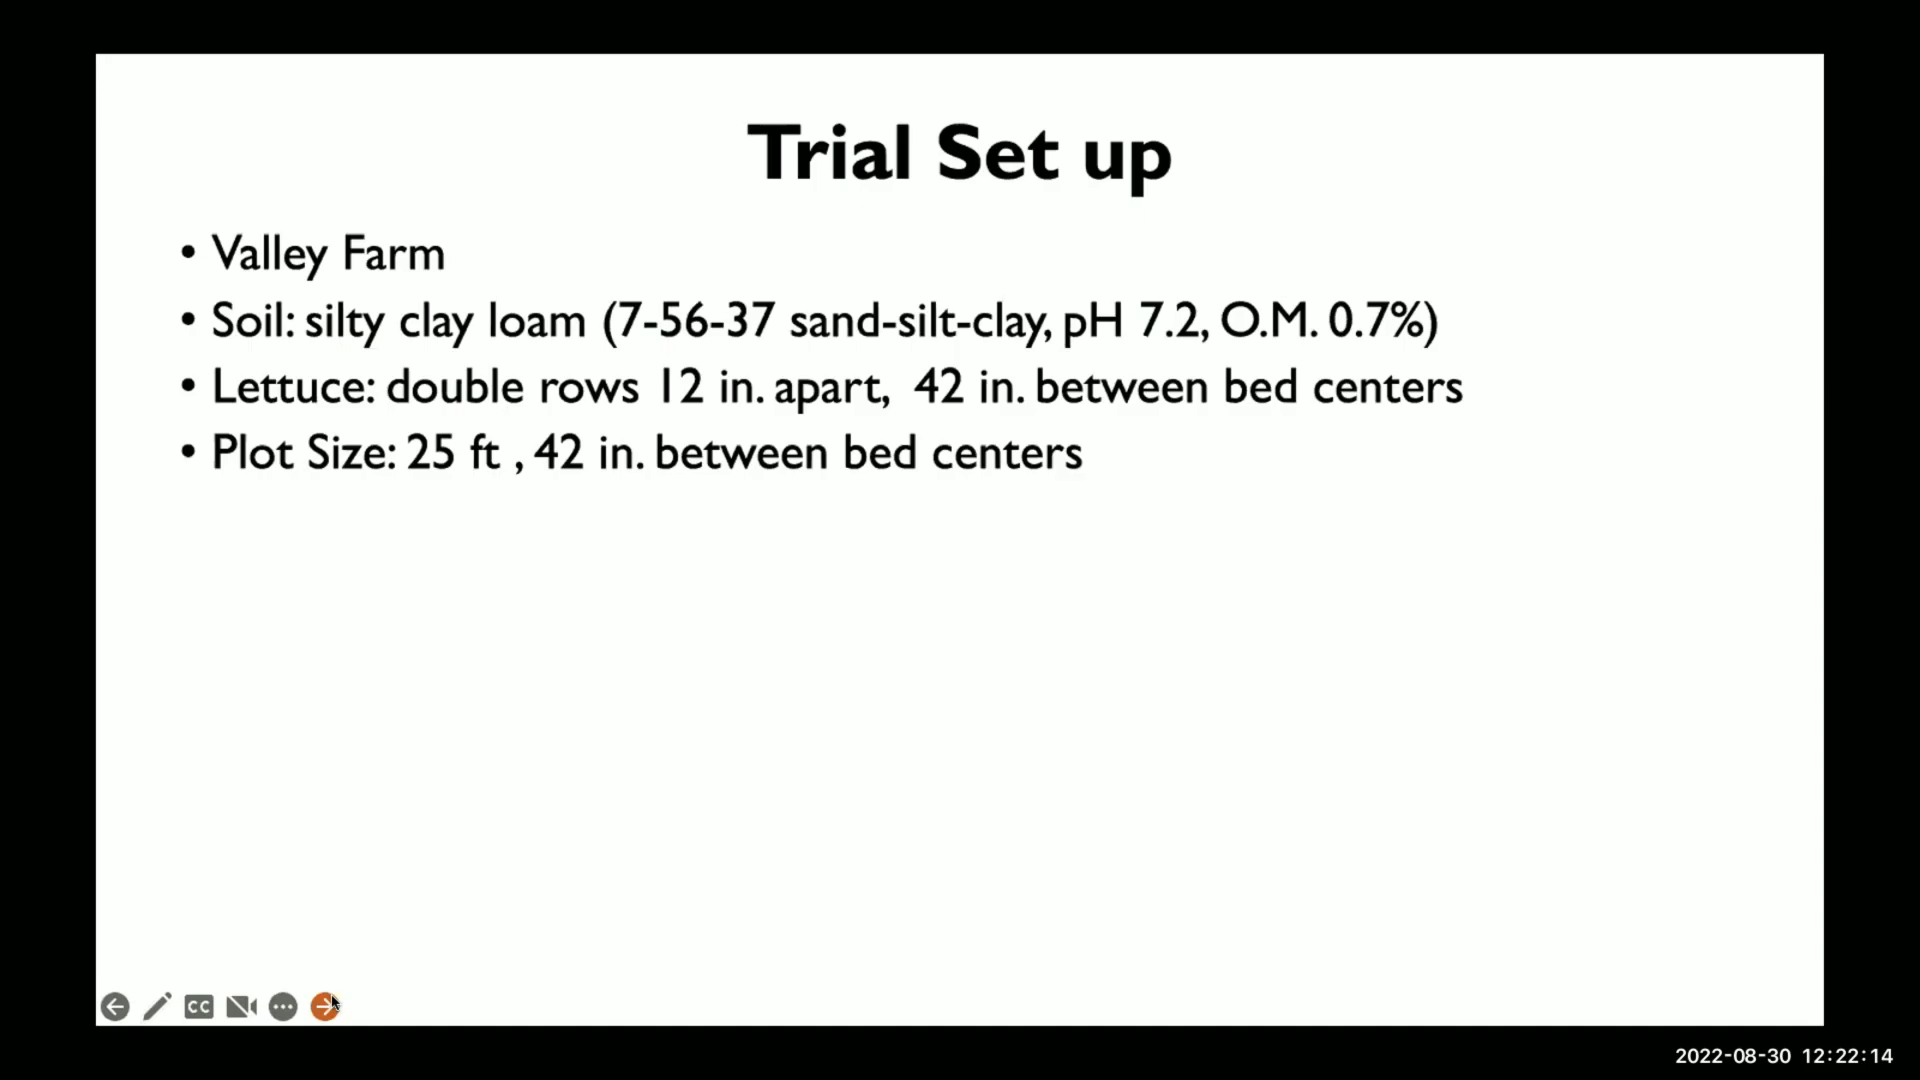 Trial Set up
• Valley Farm
• Soil: silty clay loam (7-56-37 sand-silt-clay, pH 7.2, O.M. 0.7%)
• Lettuce: double rows 12 in. apart,  42 in. between bed centers
• Plot Size: 25 ft , 42 in. between bed centers
CC
2022-08-30 12:22:14